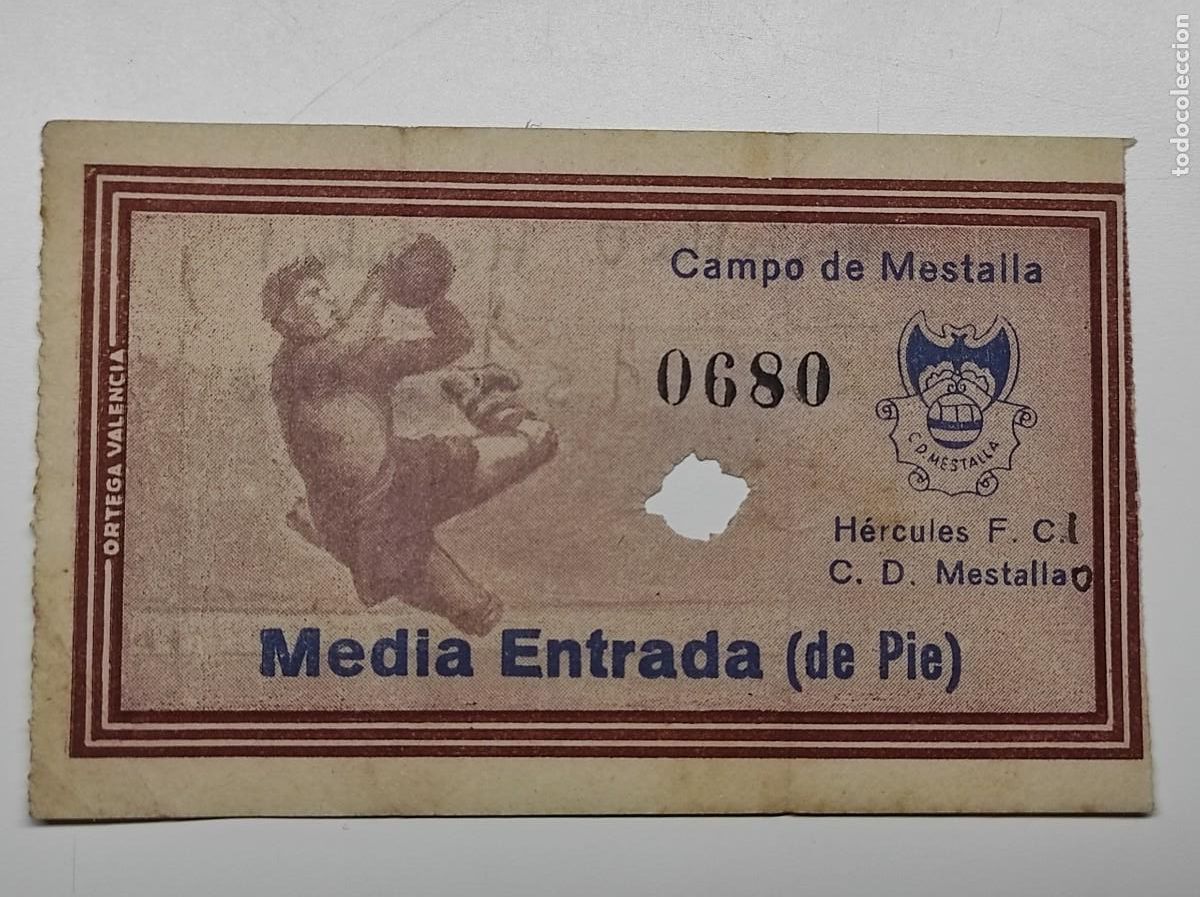 Campo de Mestalla
0680
C. D. MESTALLA
Hércules F. C. 1
C. D. Mestalla 0
Media Entrada (de Pie)
ORTEGA VALENCIA
todocoleccion